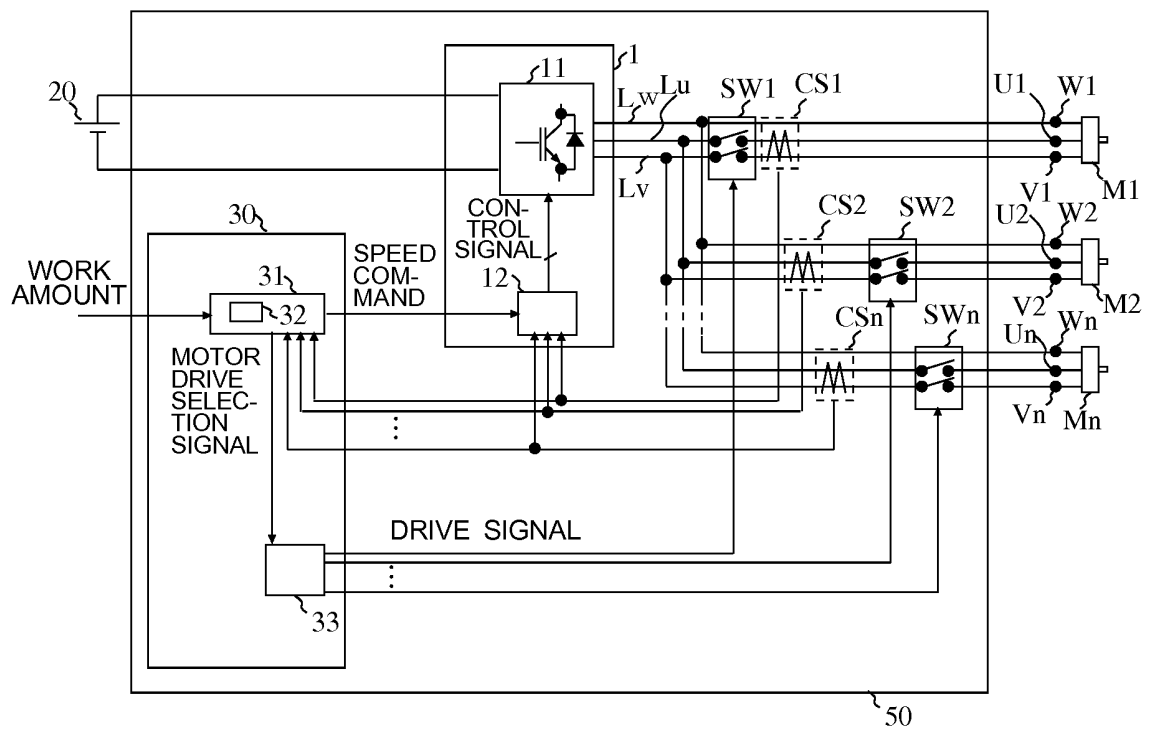 1
11
20
Lw
Lu
SW1
CS1
U1
W1
Lv
V1
M1
30
CON-
TROL
SIGNAL
CS2
SW2
U2
W2
SPEED
COM-
MAND
WORK
AMOUNT
31
12
32
V2
M2
CSn
SWn
Un
Wn
MOTOR
DRIVE
SELEC-
TION
SIGNAL
Vn
Mn
DRIVE SIGNAL
33
50